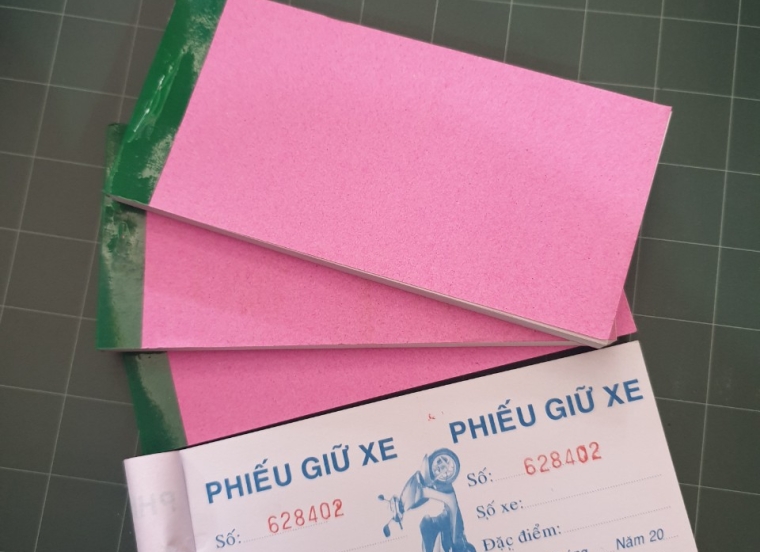 PHIẾU GIỮ XE
Số: 628402
PHIẾU GIỮ XE
Số: 628402
Số xe:
Đặc điểm:
Năm 20